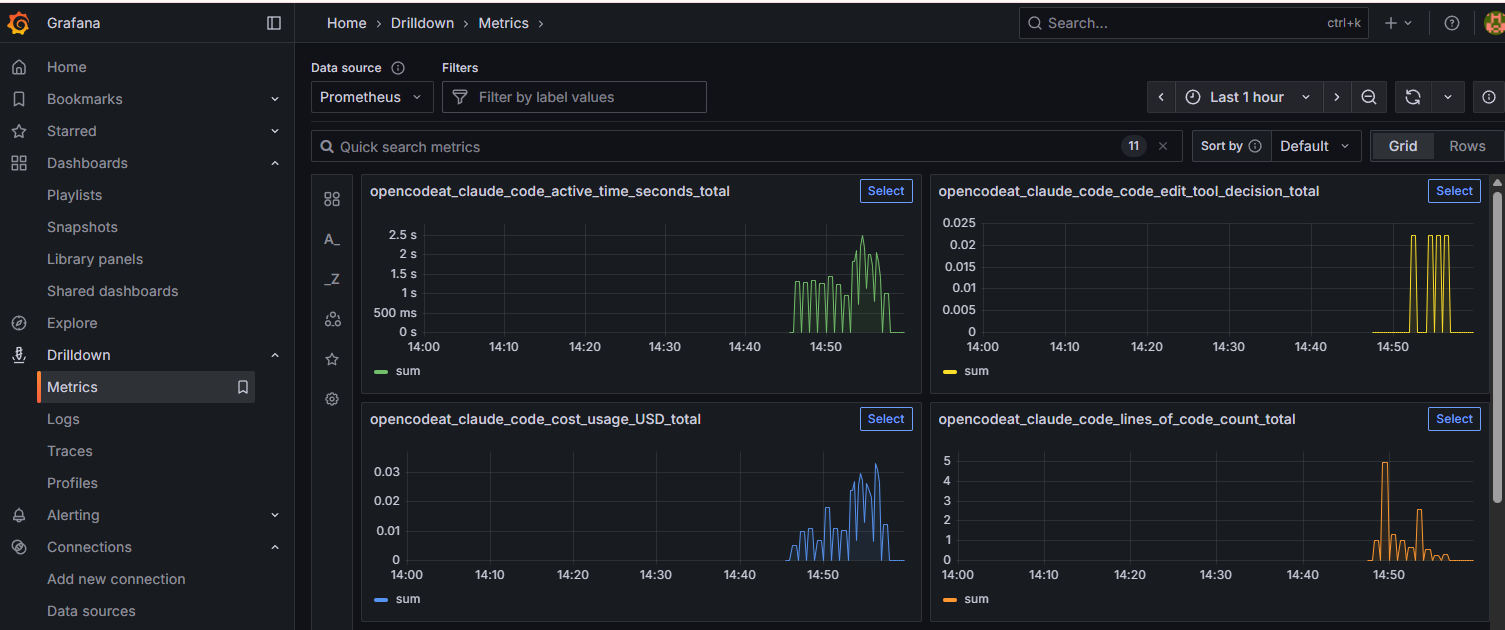 Grafana
Home › Drilldown › Metrics ›
Search...
ctrl+k
Home
Bookmarks
Starred
Dashboards
Playlists
Snapshots
Library panels
Shared dashboards
Explore
Drilldown
Metrics
Logs
Traces
Profiles
Alerting
Connections
Add new connection
Data sources
Data source
Filters
Prometheus
Filter by label values
Last 1 hour
Quick search metrics
11
Sort by
Default
Grid
Rows
A_
_Z
opencodeat_claude_code_active_time_seconds_total
Select
2.5 s
2 s
1.5 s
1 s
500 ms
0 s
14:00 14:10 14:20 14:30 14:40 14:50
sum
opencodeat_claude_code_code_edit_tool_decision_total
Select
0.025
0.02
0.015
0.01
0.005
0
14:00 14:10 14:20 14:30 14:40 14:50
sum
opencodeat_claude_code_cost_usage_USD_total
Select
0.03
0.02
0.01
0
14:00 14:10 14:20 14:30 14:40 14:50
sum
opencodeat_claude_code_lines_of_code_count_total
Select
5
4
3
2
1
0
14:00 14:10 14:20 14:30 14:40 14:50
sum